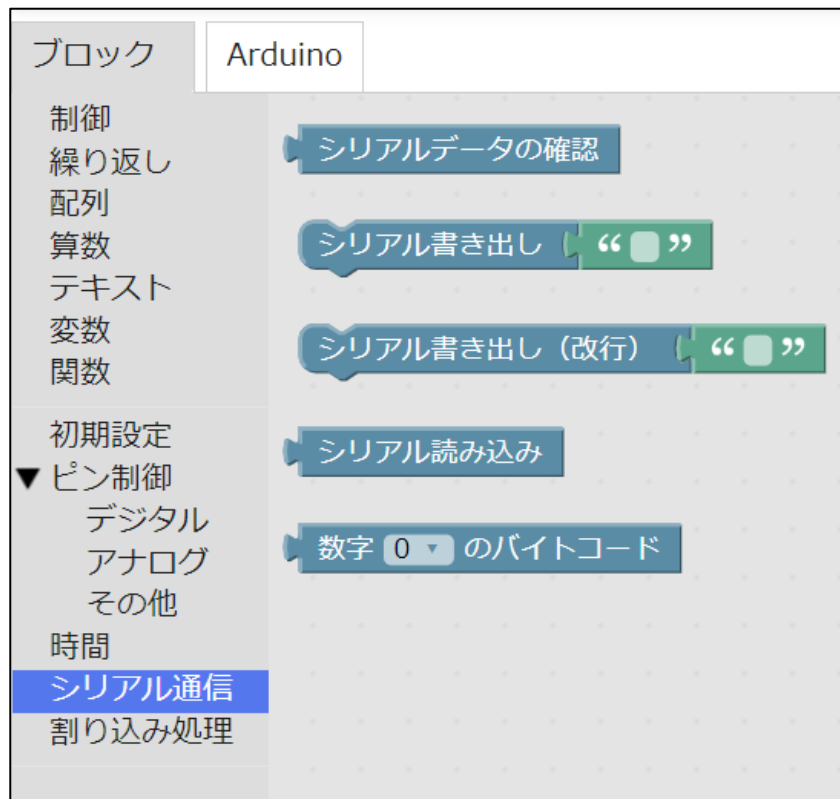 ブロック
Arduino
制御
繰り返し
配列
算数
テキスト
変数
関数
初期設定
▼ ピン制御
デジタル
アナログ
その他
時間
シリアル通信
割り込み処理
シリアルデータの確認
シリアル書き出し “ ”
シリアル書き出し（改行） “ ”
シリアル読み込み
数字 0 ▼ のバイトコード